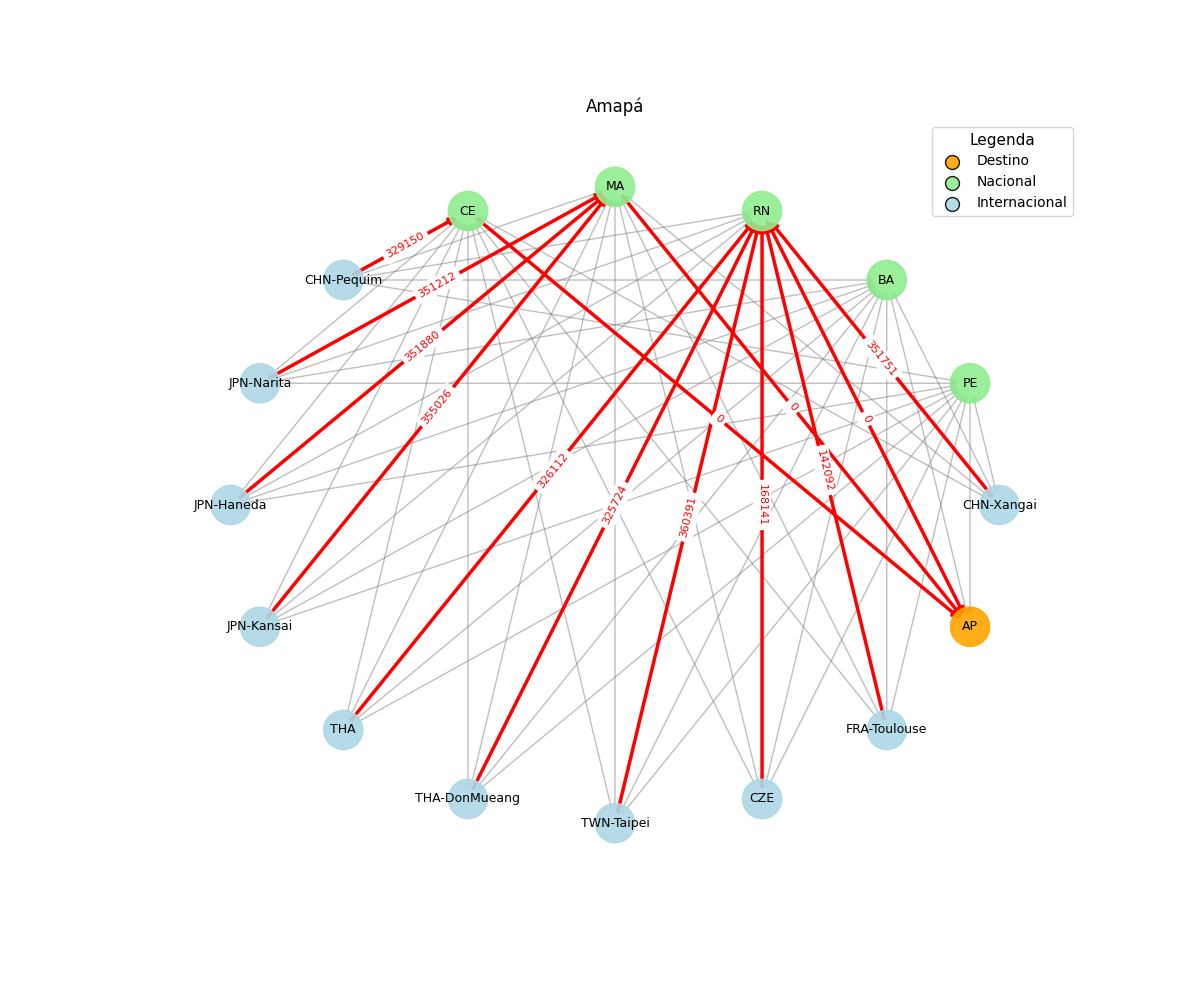 Amapá
Legenda
Destino
Nacional
Internacional
MA
CE
RN
329150
CHN-Pequim
BA
351212
351880
351751
JPN-Narita
PE
355026
0
0
0
326112
142092
JPN-Haneda
325724
360391
168141
CHN-Xangai
JPN-Kansai
AP
THA
FRA-Toulouse
THA-DonMueang
CZE
TWN-Taipei